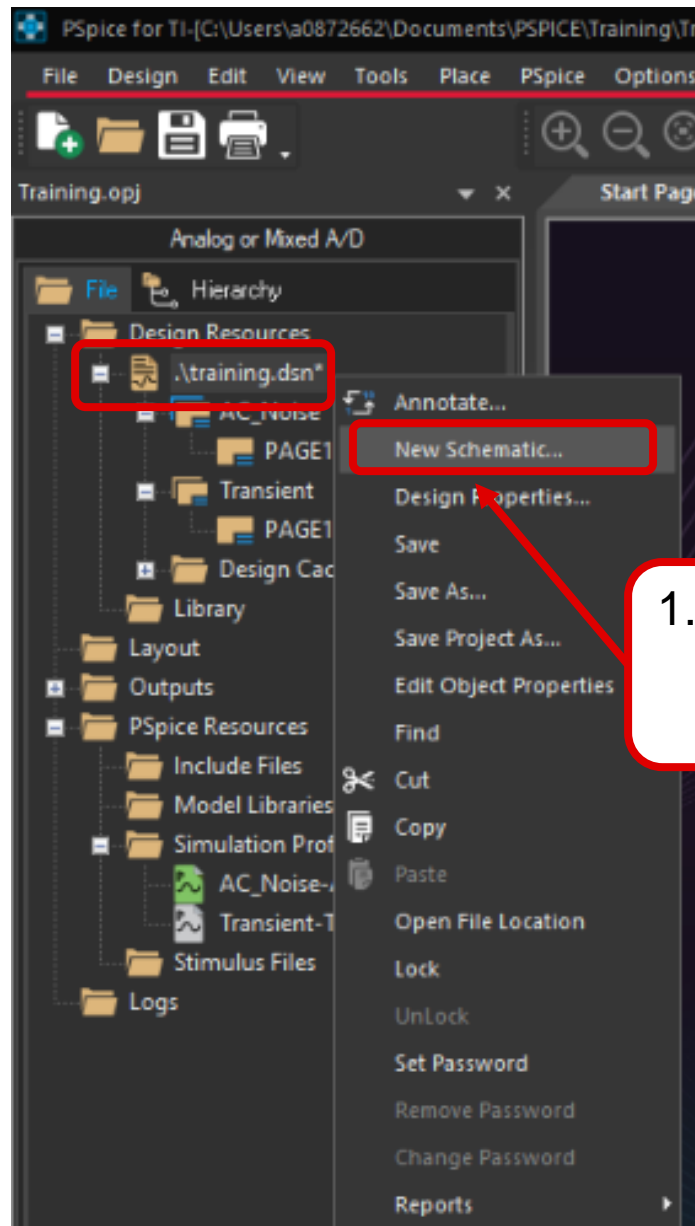 PSpice for TI-[C:\Users\a0872662\Documents\PSPICE\Training\Tr
File Design Edit View Tools Place PSpice Options
Training.opj
Start Page
Analog or Mixed A/D
File Hierarchy
Design Resources
.\training.dsn*
AC_Noise
PAGE1
Transient
PAGE1
Design Cac
Library
Layout
Outputs
PSpice Resources
Include Files
Model Libraries
Simulation Prof
AC_Noise-
Transient-T
Stimulus Files
Logs
Annotate...
New Schematic...
Design Properties...
Save
Save As...
Save Project As...
Edit Object Properties
Find
Cut
Copy
Paste
Open File Location
Lock
UnLock
Set Password
Remove Password
Change Password
Reports
1.